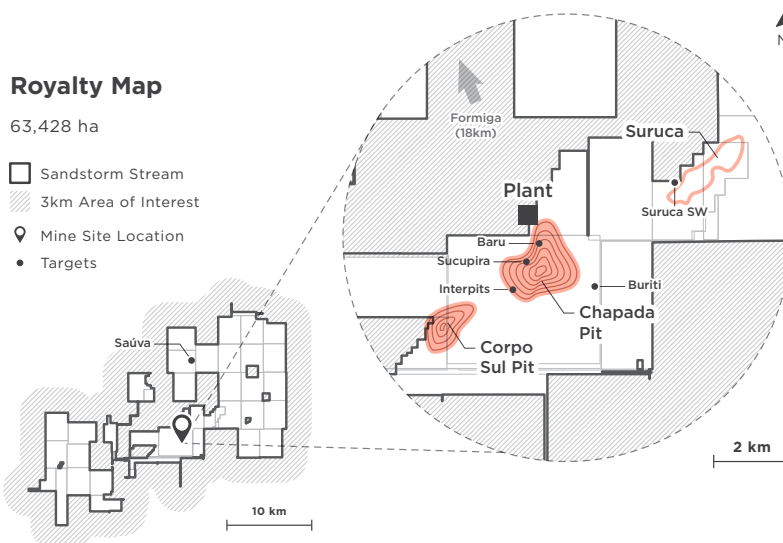 Royalty Map
63,428 ha
Sandstorm Stream
3km Area of Interest
Mine Site Location
Targets
Saúva
10 km
N
Formiga
(18km)
Suruca
Suruca SW
Plant
Baru
Sucupira
Interpits
Buriti
Chapada
Pit
Corpo
Sul Pit
2 km